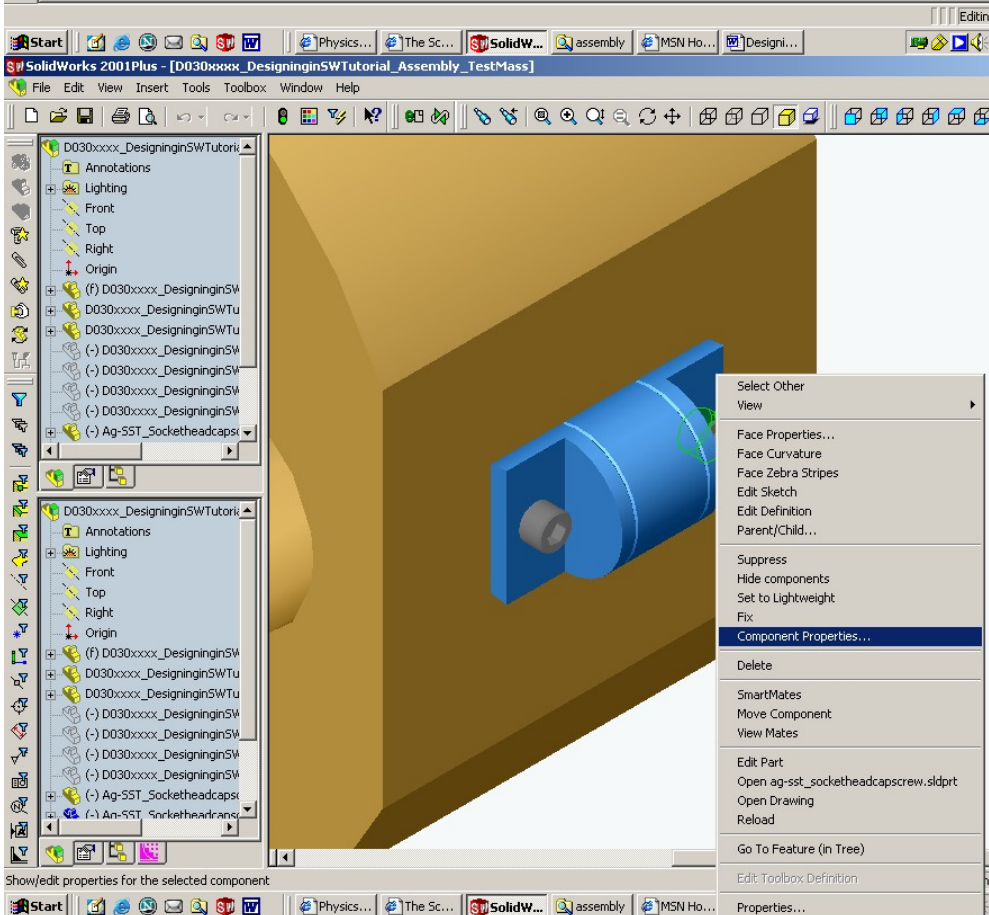 Editin
Start Physics... The Sc... SolidW... assembly MSN Ho... Designi...
SolidWorks 2001Plus - [D030xxxx_DesigninginSWTutorial_Assembly_TestMass]
File Edit View Insert Tools Toolbox Window Help
D030xxxx_DesigninginSWTutoria
Annotations
Lighting
Front
Top
Right
Origin
(f) D030xxxx_DesigninginSW
D030xxxx_DesigninginSWTu
D030xxxx_DesigninginSWTu
(-) D030xxxx_DesigninginSW
(-) D030xxxx_DesigninginSW
(-) D030xxxx_DesigninginSW
(-) D030xxxx_DesigninginSW
(-) Ag-SST_Socketheadcapsc
D030xxxx_DesigninginSWTutoria
Annotations
Lighting
Front
Top
Right
Origin
(f) D030xxxx_DesigninginSW
D030xxxx_DesigninginSWTu
D030xxxx_DesigninginSWTu
(-) D030xxxx_DesigninginSW
(-) D030xxxx_DesigninginSW
(-) D030xxxx_DesigninginSW
(-) D030xxxx_DesigninginSW
(-) Ag-SST_Socketheadcapsc
(-) Ag-SST_Socketheadcapsc
Select Other
View
Face Properties...
Face Curvature
Face Zebra Stripes
Edit Sketch
Edit Definition
Parent/Child...
Suppress
Hide components
Set to Lightweight
Fix
Component Properties...
Delete
SmartMates
Move Component
View Mates
Edit Part
Open ag-sst_socketheadcapscrew.sldprt
Open Drawing
Reload
Go To Feature (in Tree)
Edit Toolbox Definition
Properties...
Show/edit properties for the selected component
Start Physics... The Sc... SolidW... assembly MSN Ho...